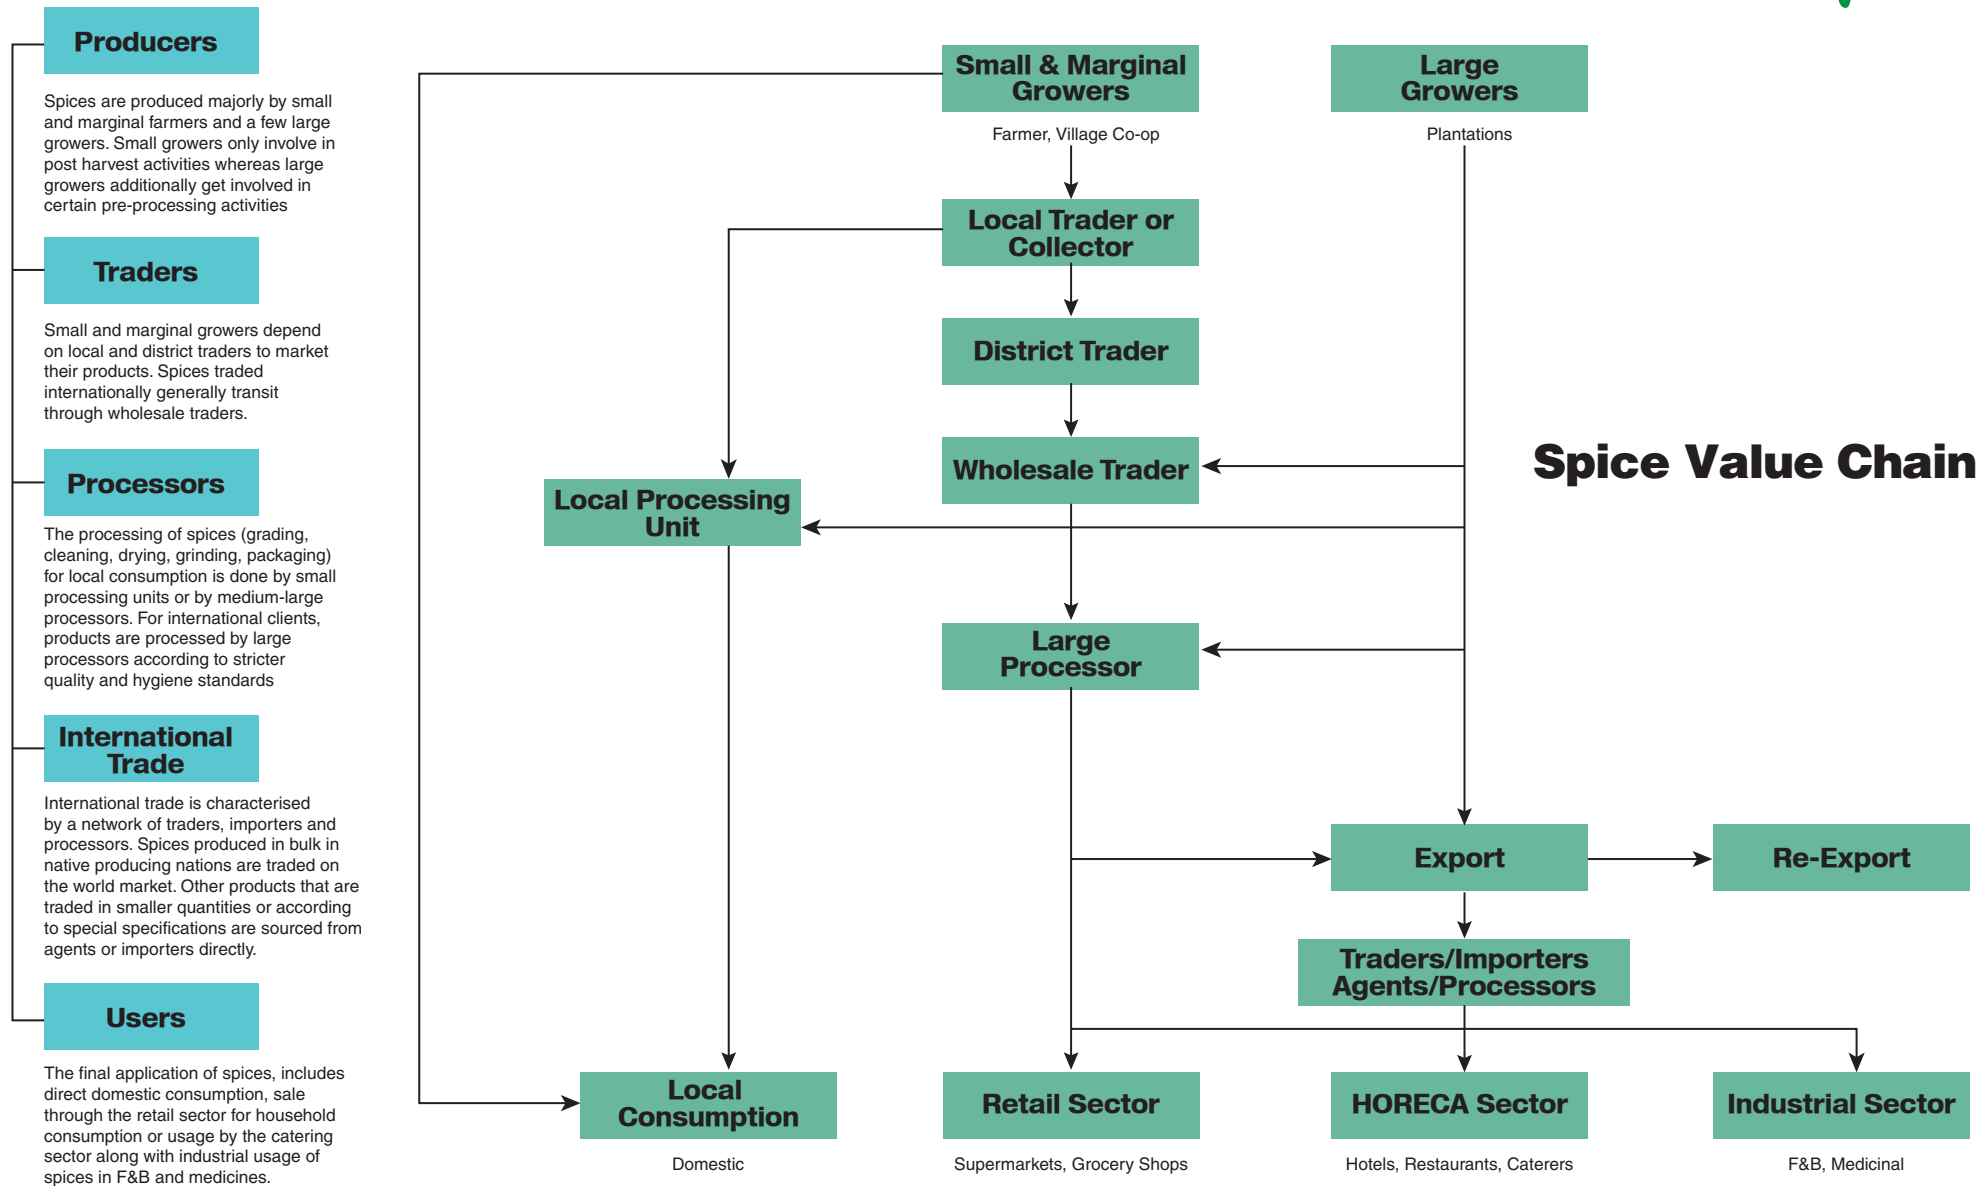 Producers
Spices are produced majorly by small
and marginal farmers and a few large
growers. Small growers only involve in
post harvest activities whereas large
growers additionally get involved in
certain pre-processing activities
Traders
Small and marginal growers depend
on local and district traders to market
their products. Spices traded
internationally generally transit
through wholesale traders.
Processors
The processing of spices (grading,
cleaning, drying, grinding, packaging)
for local consumption is done by small
processing units or by medium-large
processors. For international clients,
products are processed by large
processors according to stricter
quality and hygiene standards
International
Trade
International trade is characterised
by a network of traders, importers and
processors. Spices produced in bulk in
native producing nations are traded on
the world market. Other products that are
traded in smaller quantities or according
to special specifications are sourced from
agents or importers directly.
Users
The final application of spices, includes
direct domestic consumption, sale
through the retail sector for household
consumption or usage by the catering
sector along with industrial usage of
spices in F&B and medicines.
Small & Marginal
Growers
Farmer, Village Co-op
Large
Growers
Plantations
Local Trader or
Collector
District Trader
Wholesale Trader
Spice Value Chain
Local Processing
Unit
Large
Processor
Export
Re-Export
Traders/Importers
Agents/Processors
Local
Consumption
Domestic
Retail Sector
Supermarkets, Grocery Shops
HORECA Sector
Hotels, Restaurants, Caterers
Industrial Sector
F&B, Medicinal